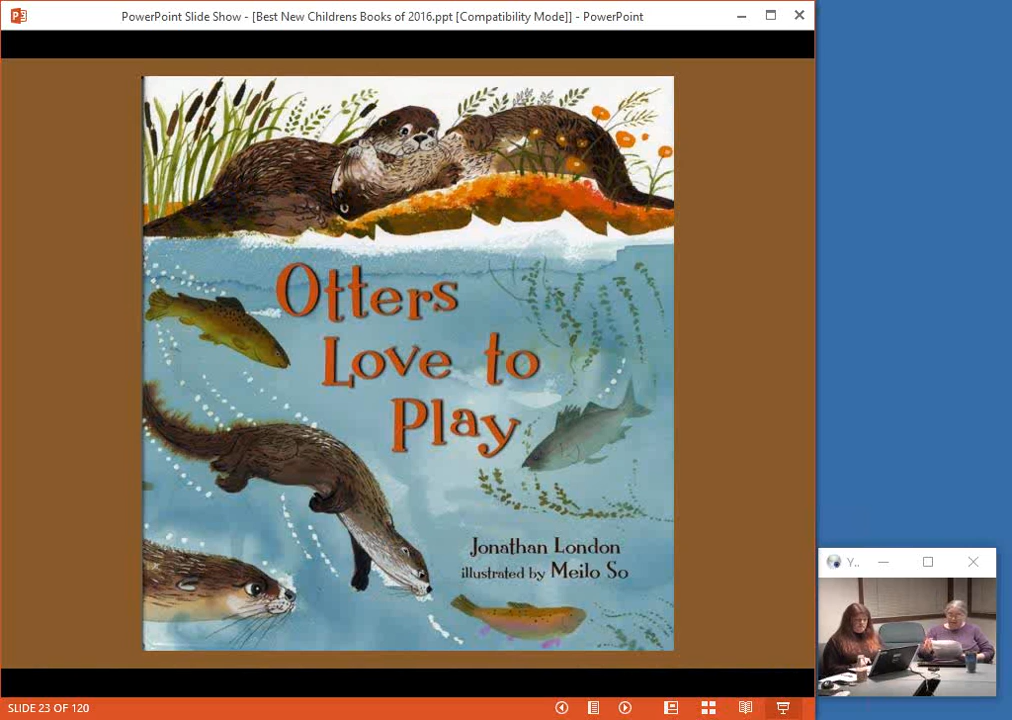 PowerPoint Slide Show - [Best New Childrens Books of 2016.ppt [Compatibility Mode]] - PowerPoint
Otters
Love to
Play
Jonathan London
illustrated by Meilo So
Y..
SLIDE 23 OF 120